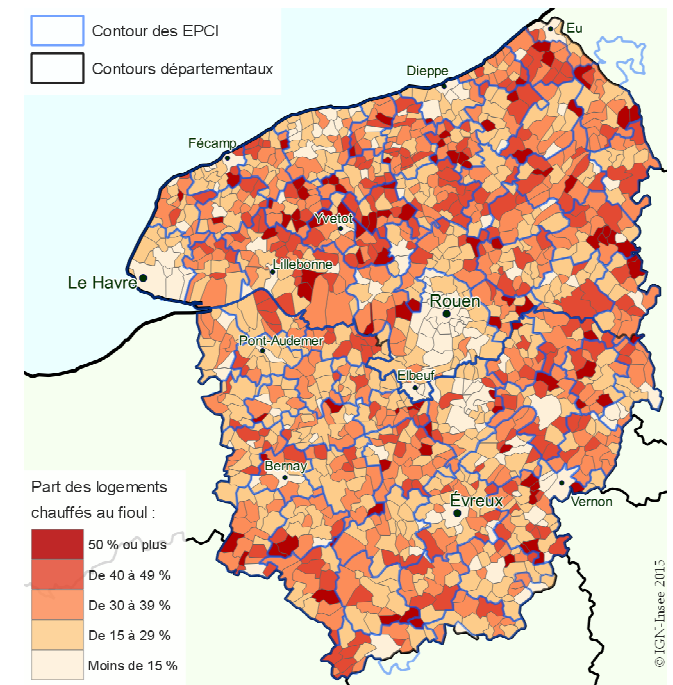 Contour des EPCI
Contours départementaux
Eu
Dieppe
Fécamp
Yvetot
Lillebonne
Le Havre
Rouen
Pont-Audemer
Elbeuf
Bernay
Évreux
Vernon
Part des logements
chauffés au fioul :
50 % ou plus
De 40 à 49 %
De 30 à 39 %
De 15 à 29 %
Moins de 15 %
© IGN-Insee 2015